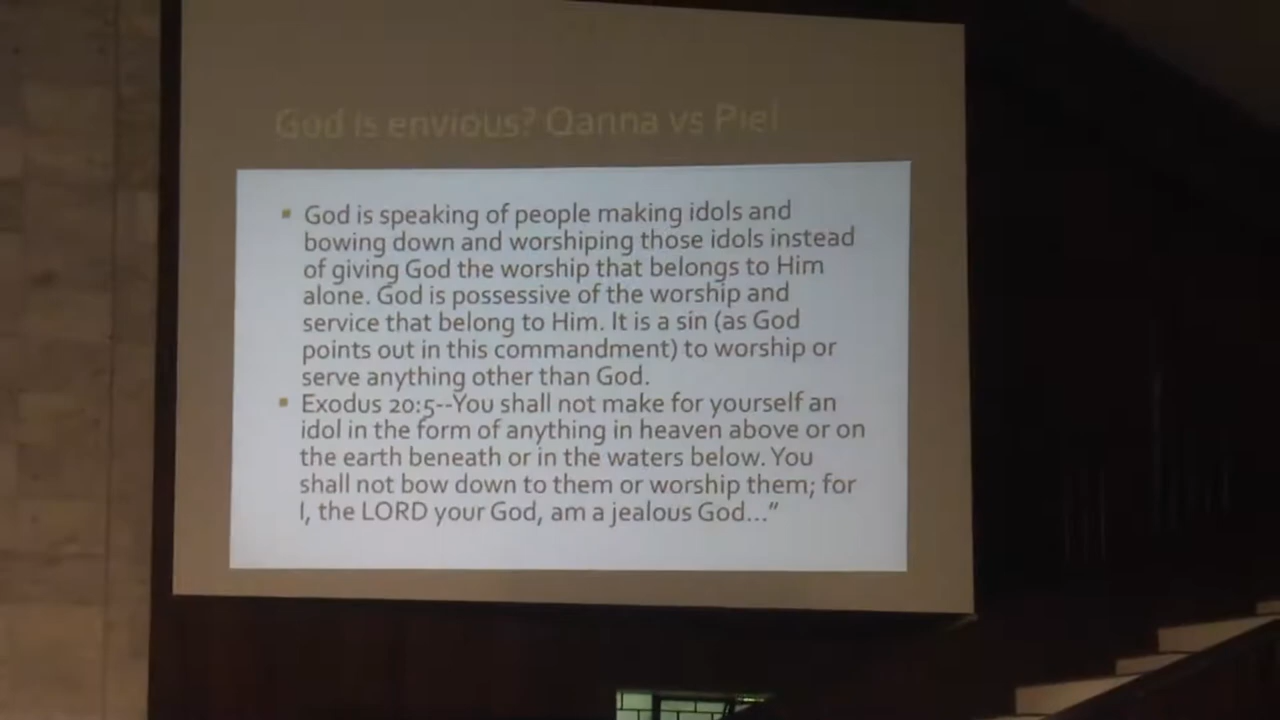 God is envious? Qanna vs Piel
God is speaking of people making idols and
bowing down and worshiping those idols instead
of giving God the worship that belongs to Him
alone. God is possessive of the worship and
service that belong to Him. It is a sin (as God
points out in this commandment) to worship or
serve anything other than God.
Exodus 20:5--You shall not make for yourself an
idol in the form of anything in heaven above or on
the earth beneath or in the waters below. You
shall not bow down to them or worship them; for
I, the LORD your God, am a jealous God...”